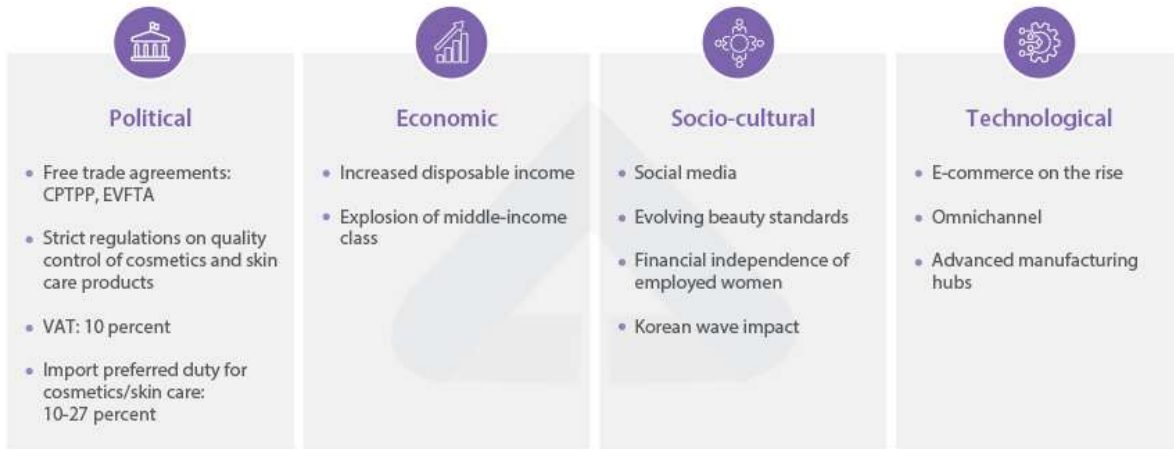 Political
• Free trade agreements:
CPTPP, EVFTA
• Strict regulations on quality
control of cosmetics and skin
care products
• VAT: 10 percent
• Import preferred duty for
cosmetics/skin care:
10-27 percent
Economic
• Increased disposable income
• Explosion of middle-income
class
Socio-cultural
• Social media
• Evolving beauty standards
• Financial independence of
employed women
• Korean wave impact
Technological
• E-commerce on the rise
• Omnichannel
• Advanced manufacturing
hubs